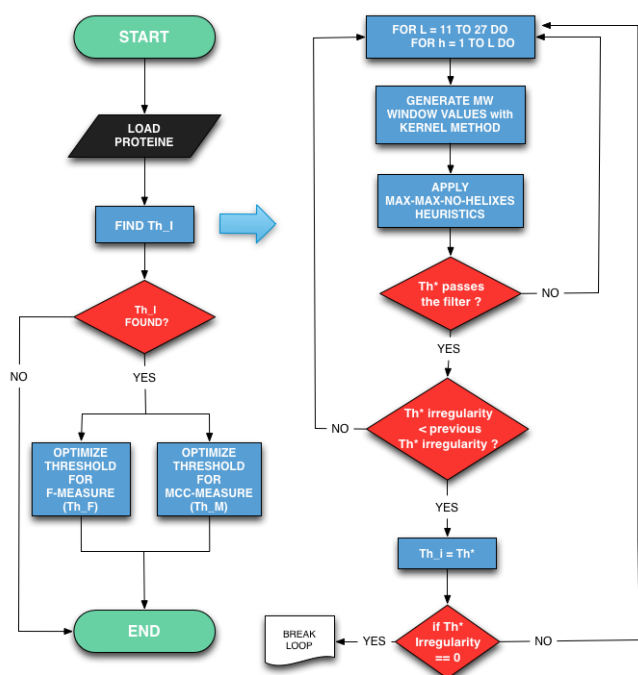 START
LOAD
PROTEINE
FIND Th_I
Th_I
FOUND?
NO
YES
OPTIMIZE
THRESHOLD
FOR
F-MEASURE
(Th_F)
OPTIMIZE
THRESHOLD
FOR
MCC-MEASURE
(Th_M)
END
FOR L = 11 TO 27 DO
FOR h = 1 TO L DO
GENERATE MW
WINDOW VALUES with
KERNEL METHOD
APPLY
MAX-MAX-NO-HELIXES
HEURISTICS
Th* passes
the filter ?
NO
YES
Th* irregularity
< previous
Th* irregularity ?
NO
YES
Th_i = Th*
if Th*
Irregularity
== 0
YES
NO
BREAK
LOOP